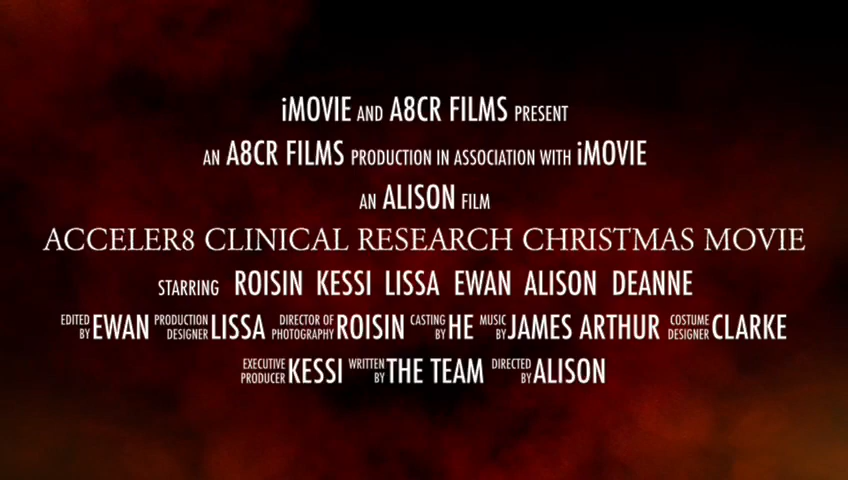 iMOVIE AND A8CR FILMS PRESENT
AN A8CR FILMS PRODUCTION IN ASSOCIATION WITH iMOVIE
AN ALISON FILM
ACCELER8 CLINICAL RESEARCH CHRISTMAS MOVIE
STARRING ROISIN KESSI LISSA EWAN ALISON DEANNE
EDITED BY EWAN PRODUCTION DESIGNER LISSA DIRECTOR OF PHOTOGRAPHY ROISIN CASTING BY HE MUSIC BY JAMES ARTHUR COSTUME DESIGNER CLARKE
EXECUTIVE PRODUCER KESSI WRITTEN BY THE TEAM DIRECTED BY ALISON